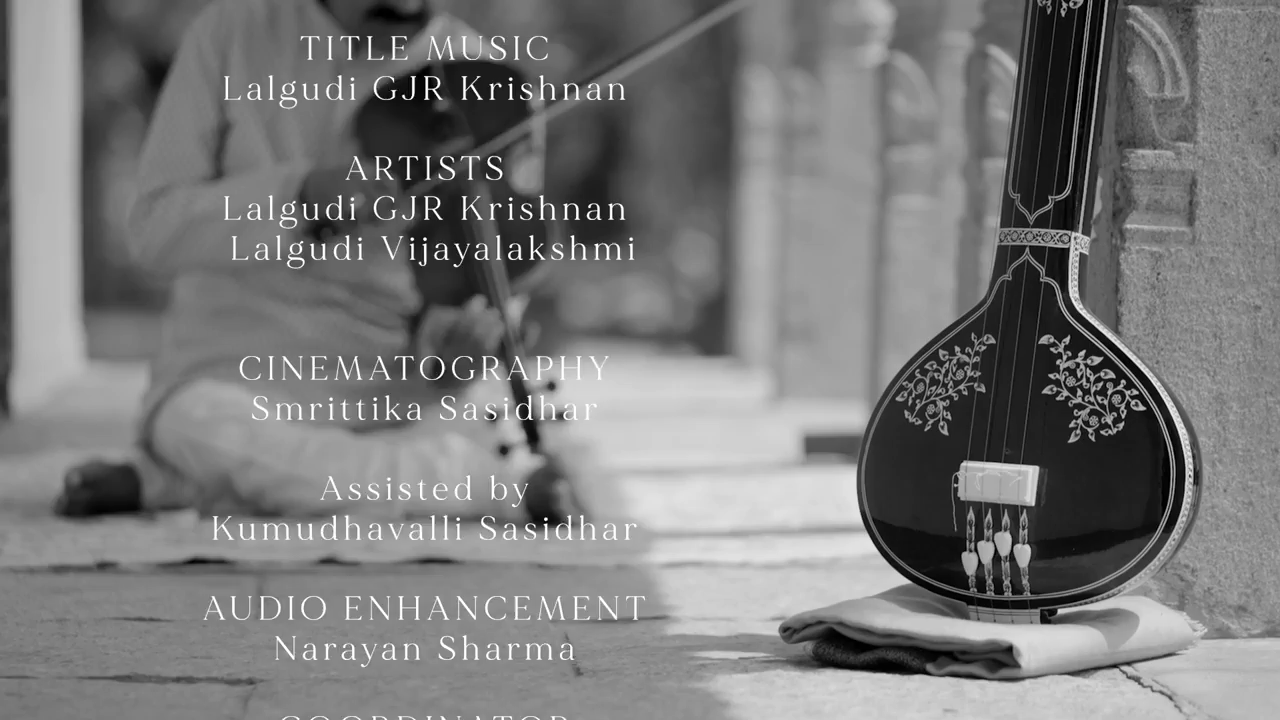 TITLE MUSIC
Lalgudi GJR Krishnan
ARTISTS
Lalgudi GJR Krishnan
Lalgudi Vijayalakshmi
CINEMATOGRAPHY
Smrittika Sasidhar
Assisted by
Kumudhavalli Sasidhar
AUDIO ENHANCEMENT
Narayan Sharma
COORDINATOR